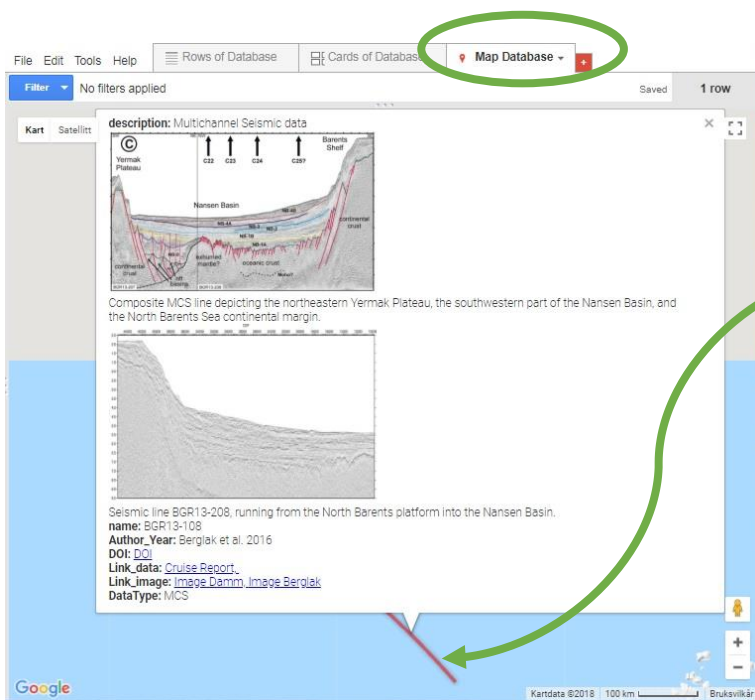 File Edit Tools Help
Rows of Database
Cards of Database
Map Database
+
Filter
No filters applied
Saved
1 row
Kart Satellitt
description: Multichannel Seismic data
©
Yermak
Plateau
C22 C23 C24 C25?
Barents
Shelf
Nansen Basin
continental
crust
continental
crust
oceanic crust
Composite MCS line depicting the northeastern Yermak Plateau, the southwestern part of the Nansen Basin, and
the North Barents Sea continental margin.
Seismic line BGR13-208, running from the North Barents platform into the Nansen Basin.
name: BGR13-108
Author_Year: Berglak et al. 2016
DOI: DOI
Link_data: Cruise Report,
Link_image: Image Damm, Image Berglak
DataType: MCS
+
−
Google
Kartdata ©2018 100 km Bruksvilkår